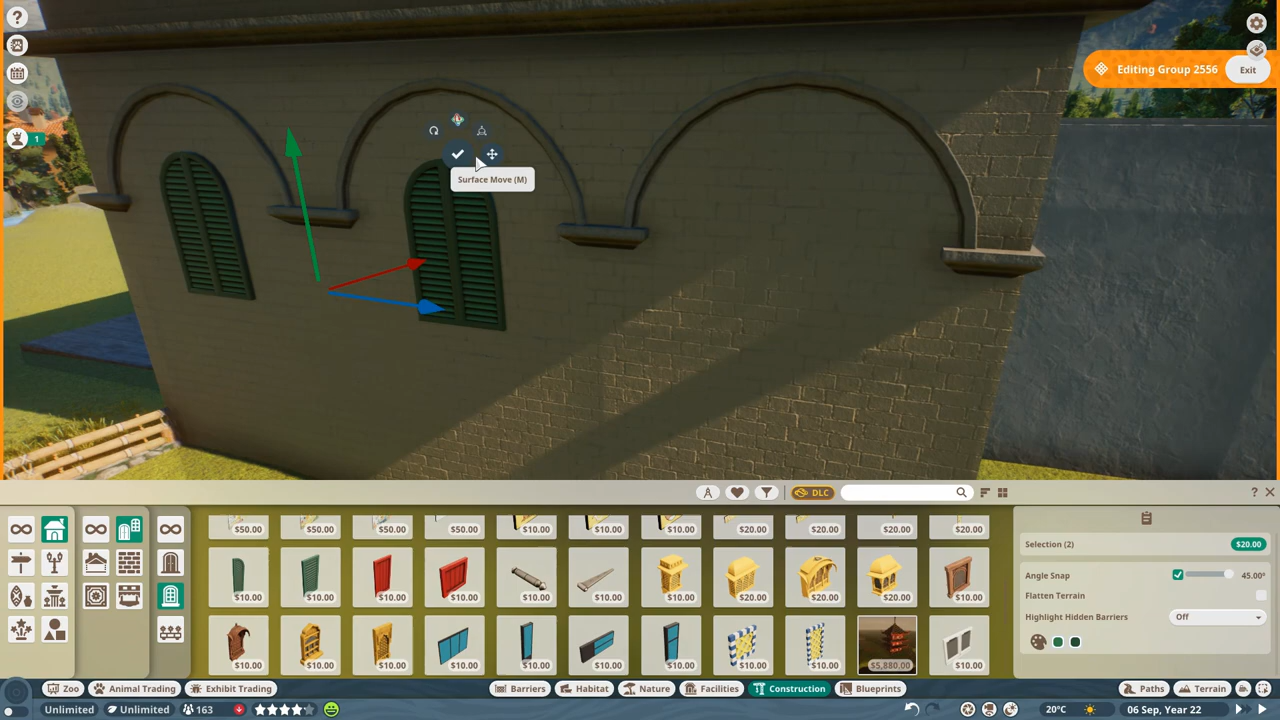 ?
Editing Group 2556
Exit
1
Surface Move (M)
DLC
?
$50.00
$50.00
$50.00
$50.00
$10.00
$10.00
$10.00
$20.00
$20.00
$20.00
$20.00
$10.00
$10.00
$10.00
$10.00
$10.00
$10.00
$20.00
$20.00
$20.00
$20.00
$10.00
$10.00
$10.00
$10.00
$10.00
$10.00
$10.00
$10.00
$10.00
$10.00
$5,880.00
$10.00
Selection (2)
$20.00
Angle Snap
45.00°
Flatten Terrain
Highlight Hidden Barriers
Off
Zoo
Animal Trading
Exhibit Trading
Barriers
Habitat
Nature
Facilities
Construction
Blueprints
Paths
Terrain
Unlimited
Unlimited
163
20°C
06 Sep, Year 22